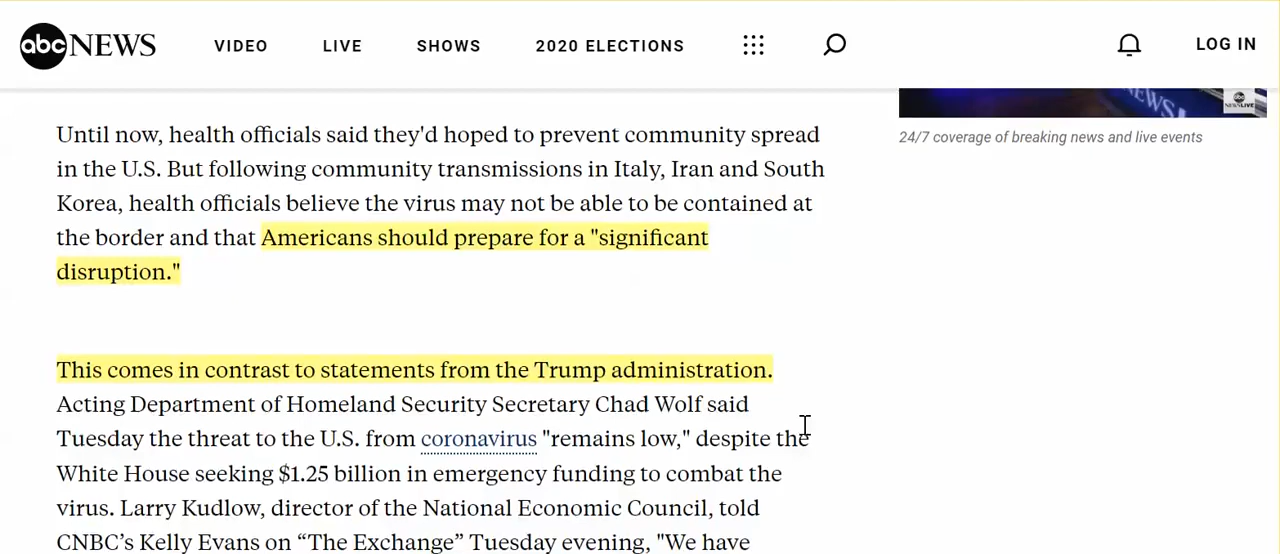 abc NEWS VIDEO LIVE SHOWS 2020 ELECTIONS LOG IN
NEWS
abc
NEWS LIVE
24/7 coverage of breaking news and live events
Until now, health officials said they'd hoped to prevent community spread
in the U.S. But following community transmissions in Italy, Iran and South
Korea, health officials believe the virus may not be able to be contained at
the border and that Americans should prepare for a "significant
disruption."
This comes in contrast to statements from the Trump administration.
Acting Department of Homeland Security Secretary Chad Wolf said
Tuesday the threat to the U.S. from coronavirus "remains low," despite the
White House seeking $1.25 billion in emergency funding to combat the
virus. Larry Kudlow, director of the National Economic Council, told
CNBC’s Kelly Evans on “The Exchange” Tuesday evening, "We have